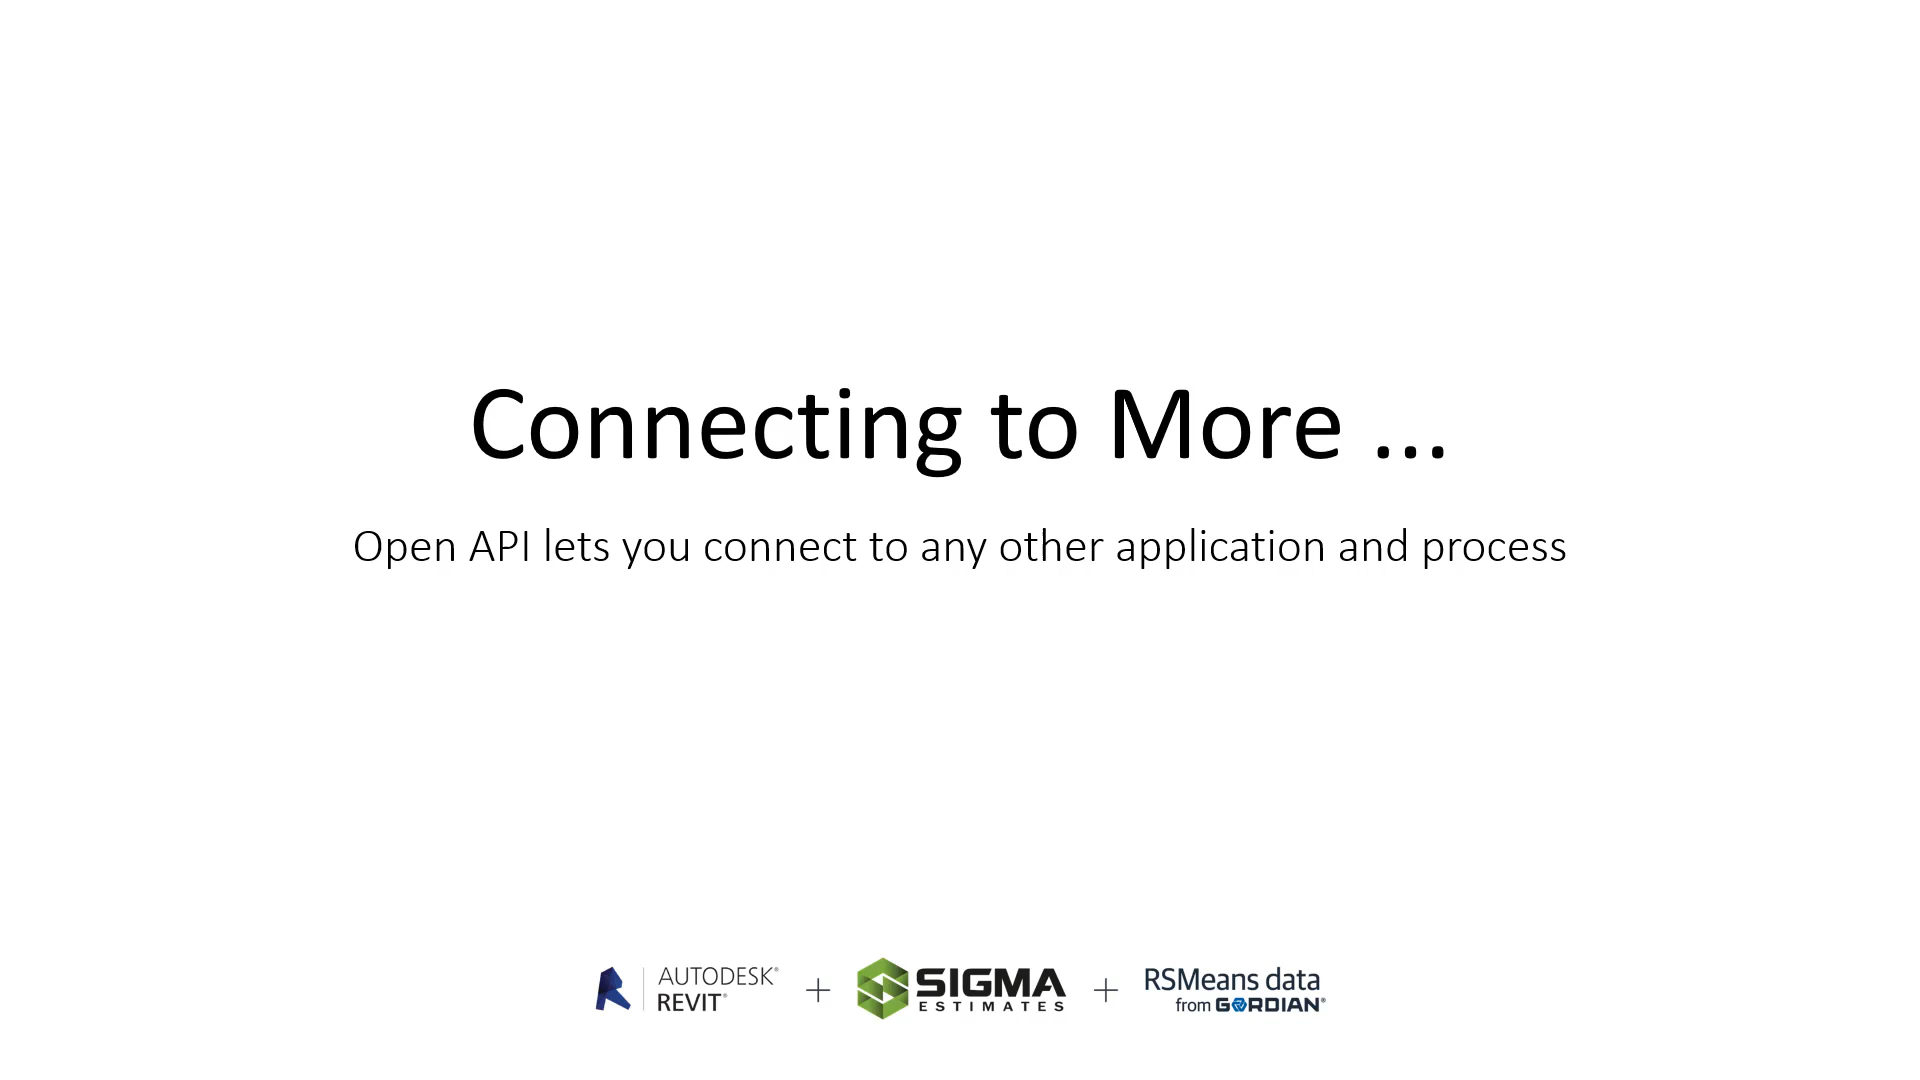 Connecting to More ...
Open API lets you connect to any other application and process
AUTODESK®
REVIT®
+
SIGMA
ESTIMATES
+
RSMeans data
from GORDIAN®